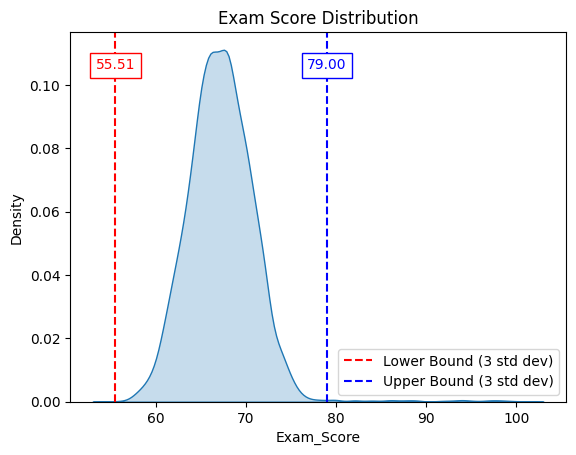 Exam Score Distribution
55.51
79.00
0.10
0.08
0.06
0.04
0.02
0.00
Density
Lower Bound (3 std dev)
Upper Bound (3 std dev)
60 70 80 90 100
Exam_Score